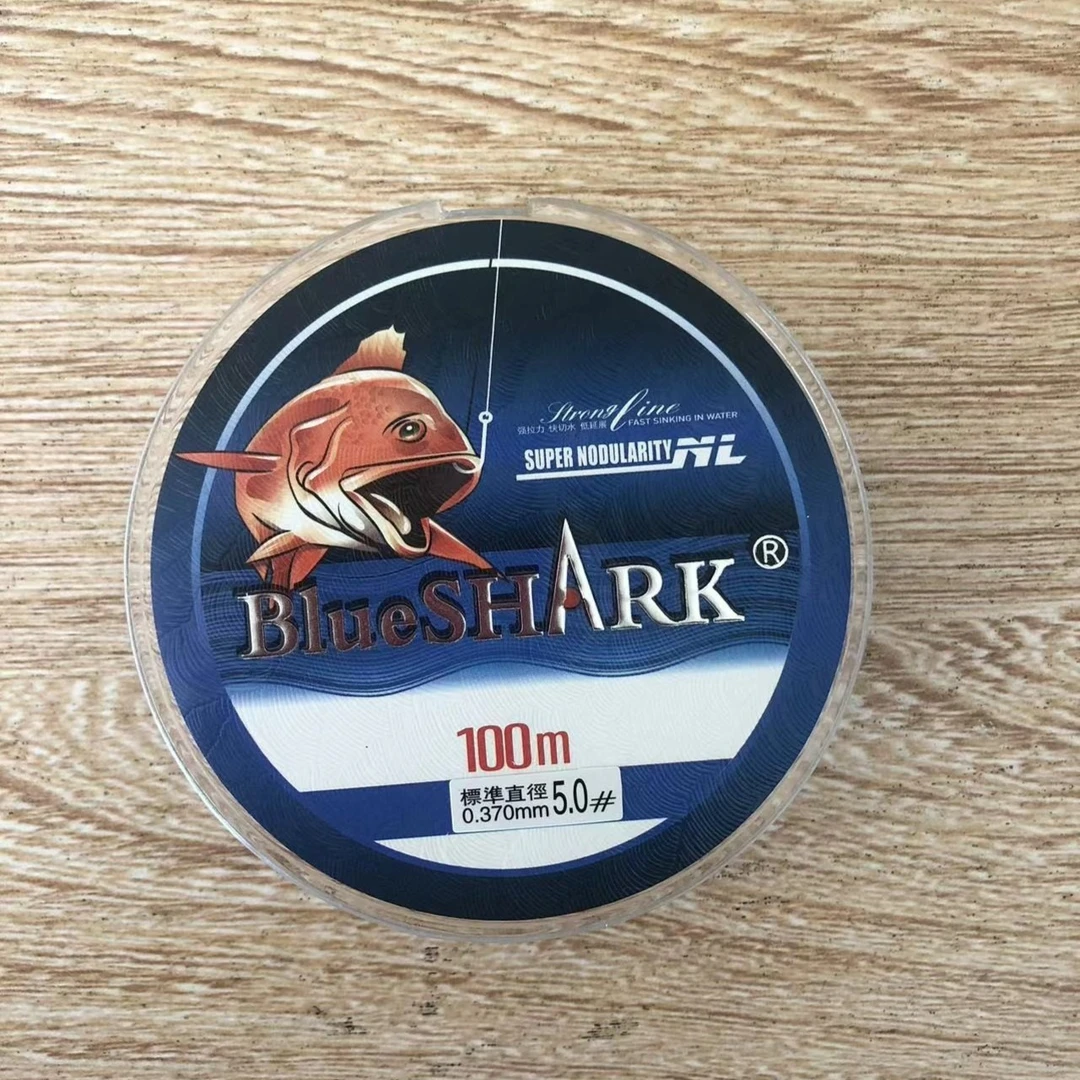 Strong line
强拉力 快切水 低延展 FAST SINKING IN WATER
SUPER NODULARITY NL
BlueSHARK®
100m
標準直徑
0.370mm 5.0#